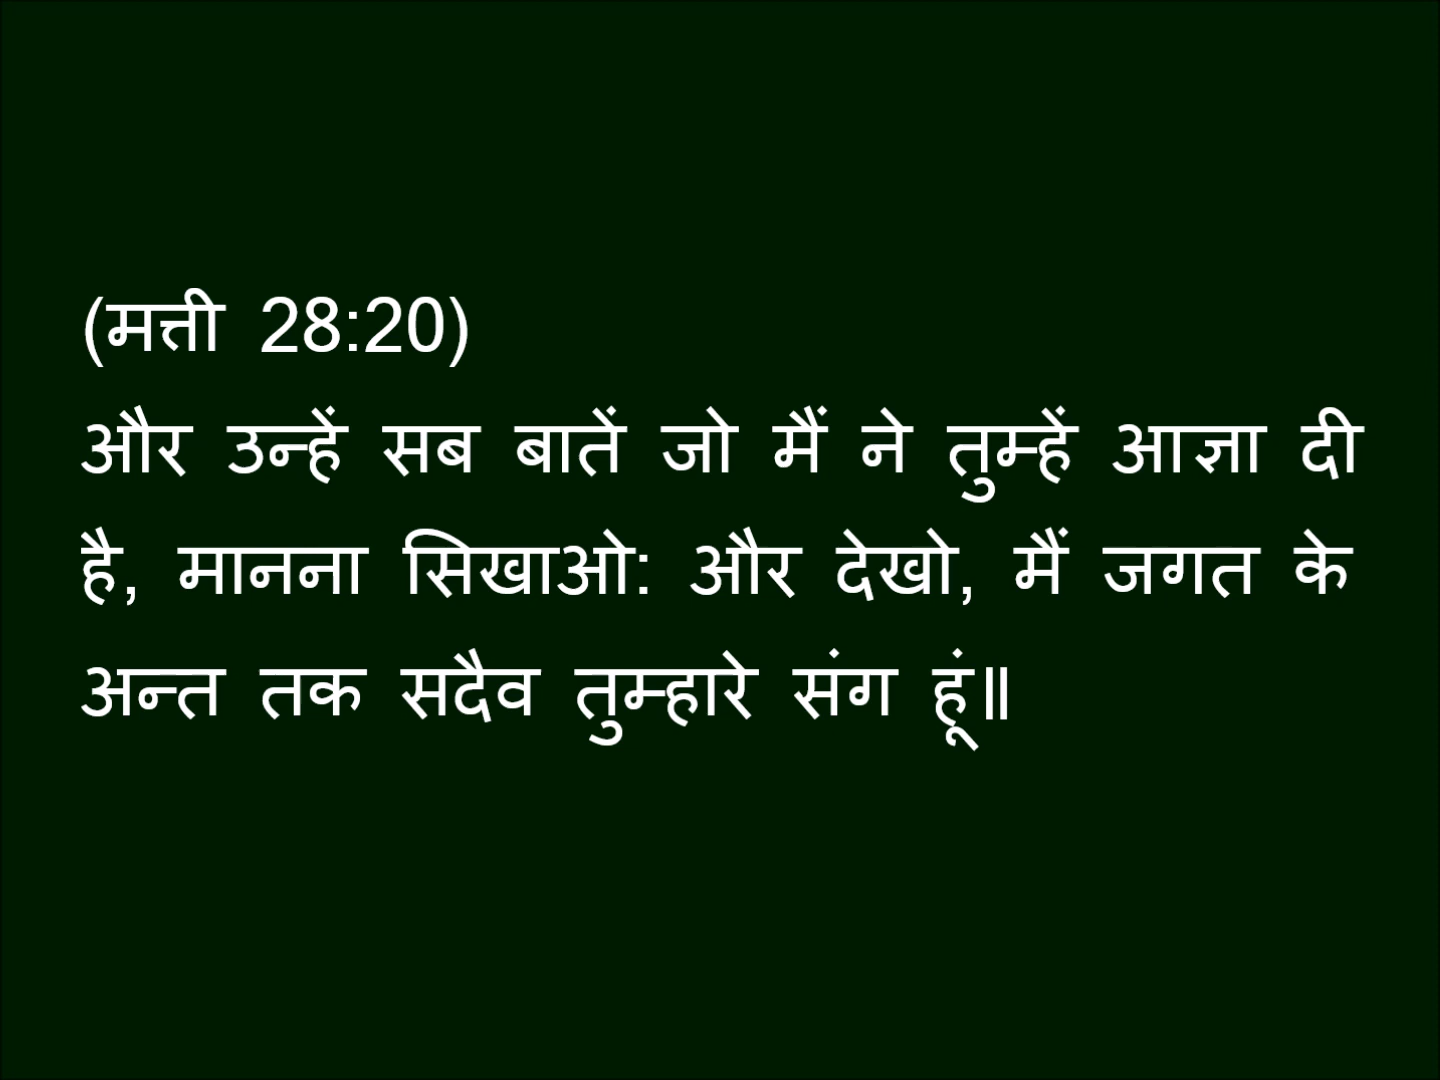 (मत्ती 28:20)
और उन्हें सब बातें जो मैं ने तुम्हें आज्ञा दी
है, मानना सिखाओ: और देखो, मैं जगत के
अन्त तक सदैव तुम्हारे संग हूं॥